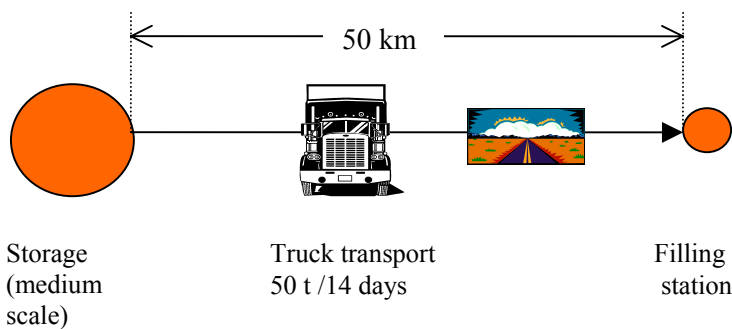 50 km
Storage
(medium
scale)
Truck transport
50 t /14 days
Filling
station